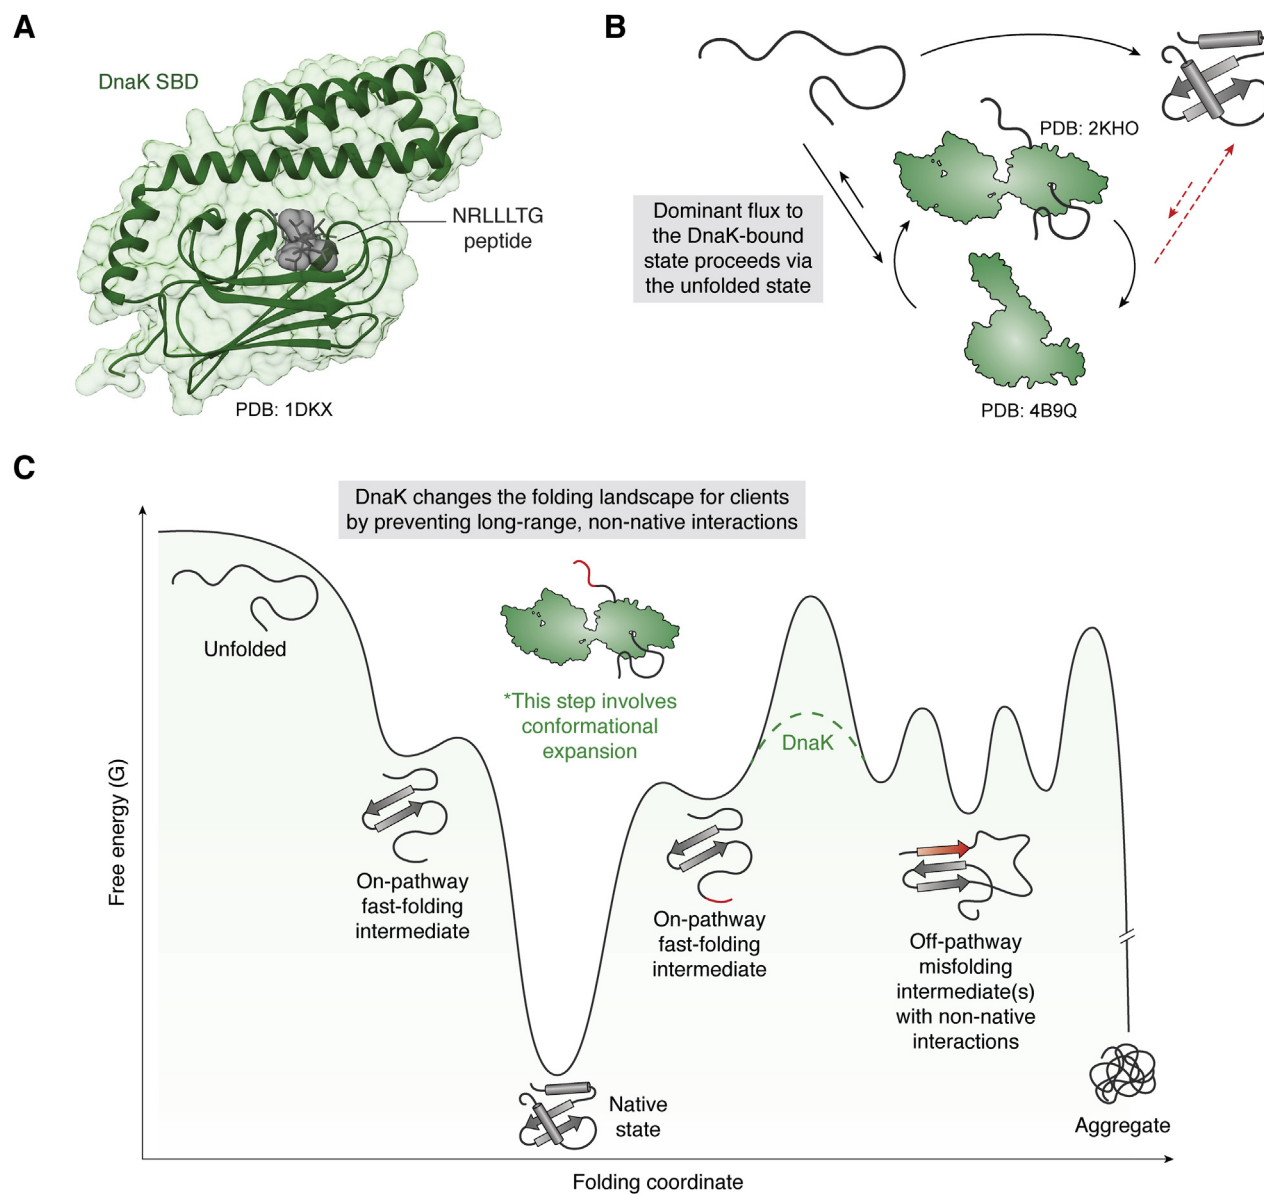 A
DnaK SBD
NRLLLTG
peptide
PDB: 1DKX
B
PDB: 2KHO
Dominant flux to
the DnaK-bound
state proceeds via
the unfolded state
PDB: 4B9Q
C
DnaK changes the folding landscape for clients
by preventing long-range, non-native interactions
Unfolded
*This step involves
conformational
expansion
DnaK
On-pathway
fast-folding
intermediate
On-pathway
fast-folding
intermediate
Off-pathway
misfolding
intermediate(s)
with non-native
interactions
Native
state
Aggregate
Free energy (G)
Folding coordinate